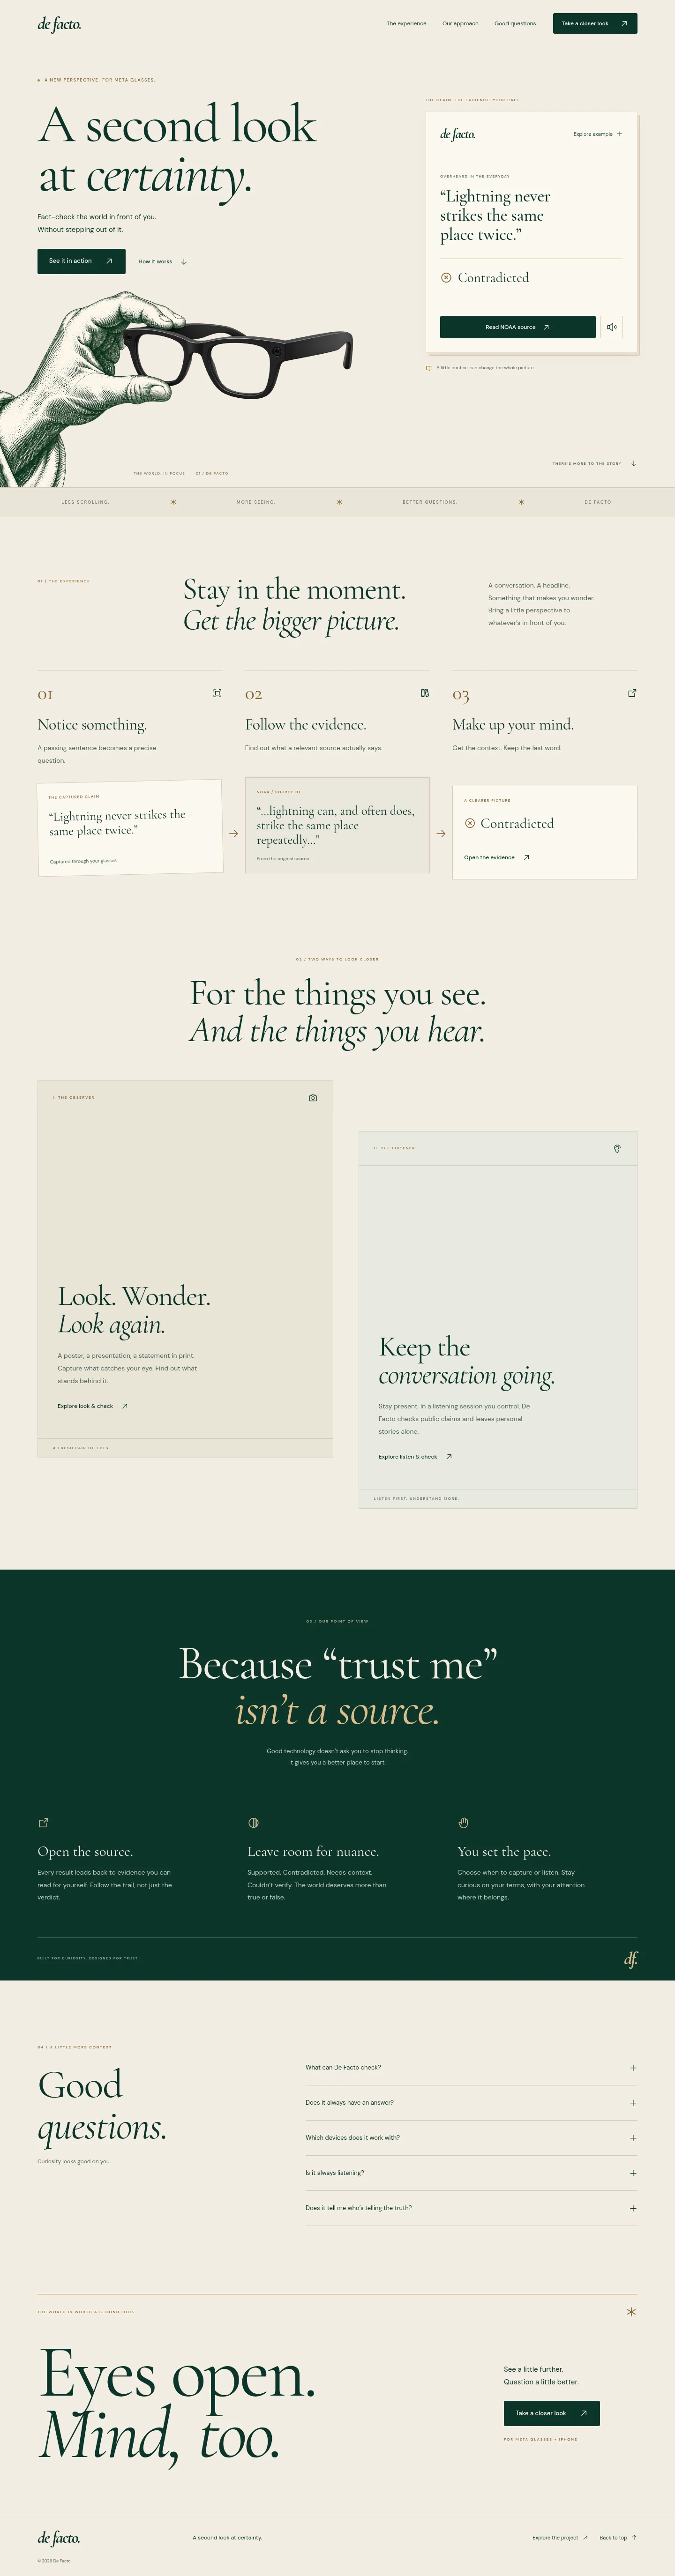 de facto.
The experience
Our approach
Good questions
Take a closer look
A NEW PERSPECTIVE. FOR META GLASSES.
A second look
at certainty.
Fact-check the world in front of you.
Without stepping out of it.
See it in action
How it works
THE WORLD, IN FOCUS
01 / DE FACTO
THE CLAIM. THE EVIDENCE. YOUR CALL.
de facto.
Explore example
OVERHEARD IN THE EVERYDAY
“Lightning never
strikes the same
place twice.”
Contradicted
Read NOAA source
A little context can change the whole picture.
THERE'S MORE TO THE STORY
LESS SCROLLING.
MORE SEEING.
BETTER QUESTIONS.
DE FACTO.
01 / THE EXPERIENCE
Stay in the moment.
Get the bigger picture.
A conversation. A headline.
Something that makes you wonder.
Bring a little perspective to
whatever's in front of you.
01
Notice something.
A passing sentence becomes a precise
question.
THE CAPTURED CLAIM
“Lightning never strikes the
same place twice.”
Captured through your glasses
02
Follow the evidence.
Find out what a relevant source actually says.
NOAA / SOURCE 01
“...lightning can, and often does,
strike the same place
repeatedly...”
From the original source
03
Make up your mind.
Get the context. Keep the last word.
A CLEARER PICTURE
Contradicted
Open the evidence
02 / TWO WAYS TO LOOK CLOSER
For the things you see.
And the things you hear.
I. THE OBSERVER
Look. Wonder.
Look again.
A poster, a presentation, a statement in print.
Capture what catches your eye. Find out what
stands behind it.
Explore look & check
A FRESH PAIR OF EYES
II. THE LISTENER
Keep the
conversation going.
Stay present. In a listening session you control, De
Facto checks public claims and leaves personal
stories alone.
Explore listen & check
LISTEN FIRST. UNDERSTAND MORE.
03 / OUR POINT OF VIEW
Because “trust me”
isn't a source.
Good technology doesn't ask you to stop thinking.
It gives you a better place to start.
Open the source.
Every result leads back to evidence you can
read for yourself. Follow the trail, not just the
verdict.
Leave room for nuance.
Supported. Contradicted. Needs context.
Couldn't verify. The world deserves more than
true or false.
You set the pace.
Choose when to capture or listen. Stay
curious on your terms, with your attention
where it belongs.
BUILT FOR CURIOSITY. DESIGNED FOR TRUST.
df.
04 / A LITTLE MORE CONTEXT
Good
questions.
Curiosity looks good on you.
What can De Facto check?
Does it always have an answer?
Which devices does it work with?
Is it always listening?
Does it tell me who's telling the truth?
THE WORLD IS WORTH A SECOND LOOK
Eyes open.
Mind, too.
See a little further.
Question a little better.
Take a closer look
FOR META GLASSES + IPHONE
de facto.
A second look at certainty.
Explore the project
Back to top
© 2026 De Facto